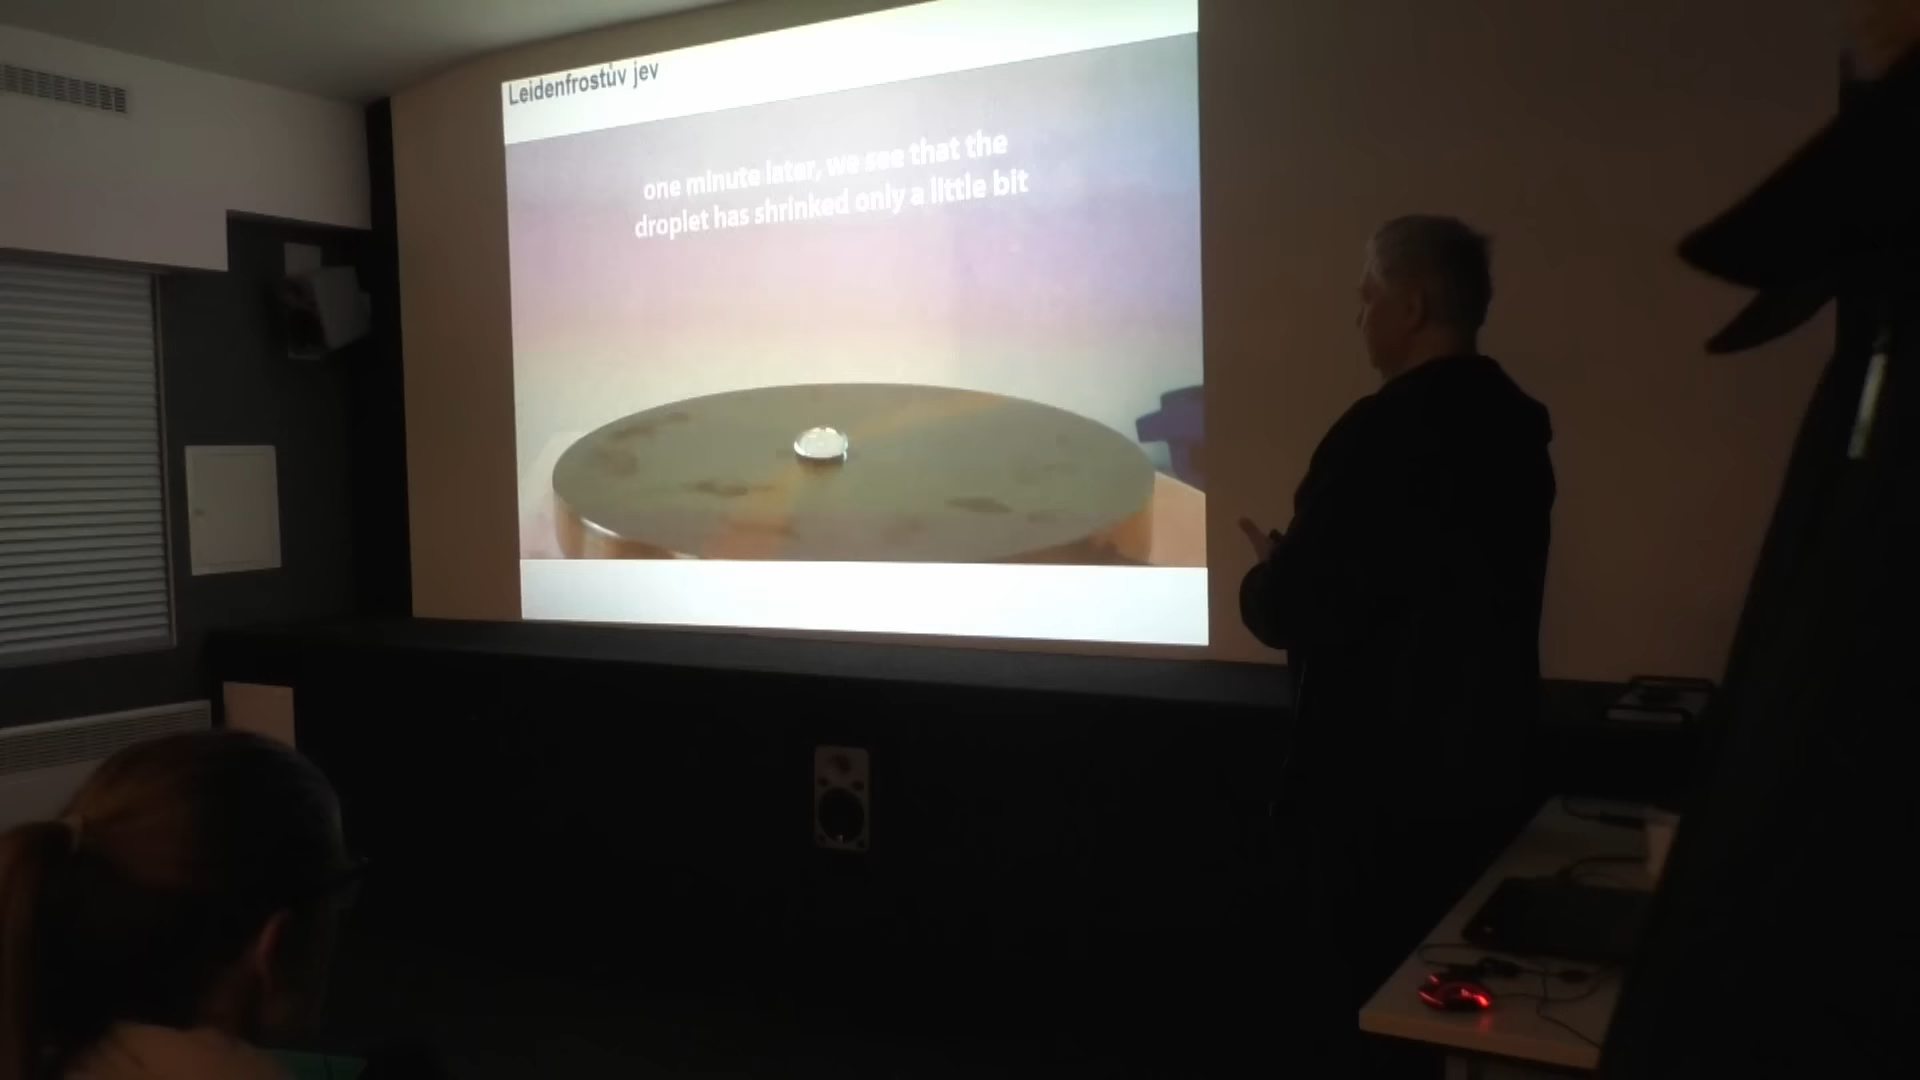 Leidenfrostův jev
one minute later, we see that the
droplet has shrinked only a little bit